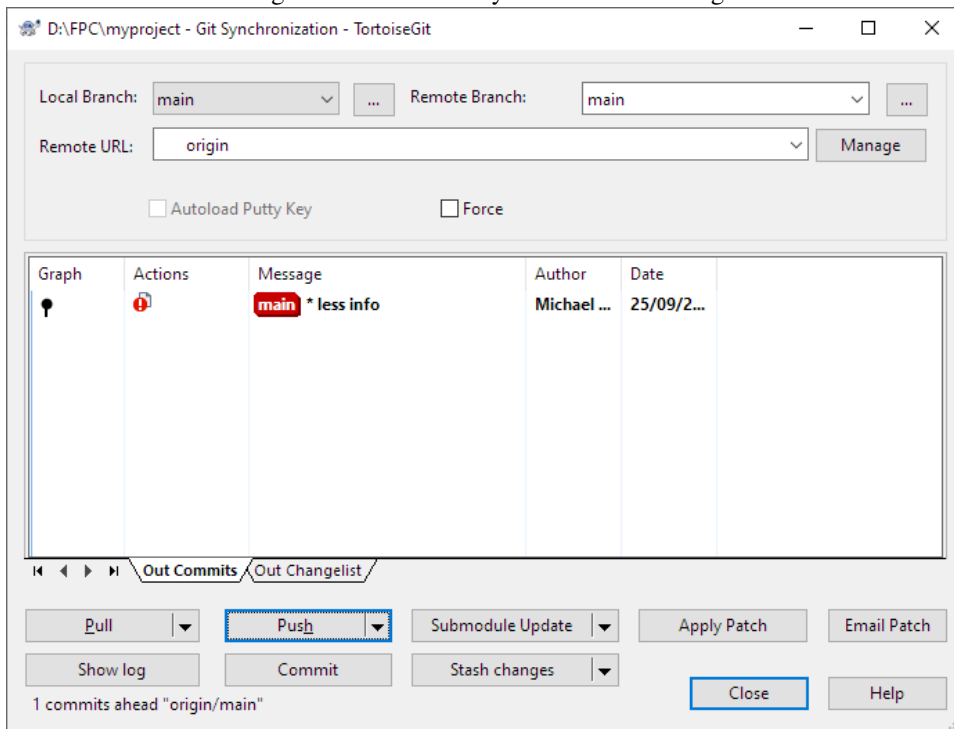 D:\FPC\myproject - Git Synchronization - TortoiseGit
Local Branch: main ... Remote Branch: main ...
Remote URL: origin Manage
Autoload Putty Key Force
Graph Actions Message Author Date
main * less info Michael ... 25/09/2...
Out Commits Out Changelist
Pull Push Submodule Update Apply Patch Email Patch
Show log Commit Stash changes
1 commits ahead "origin/main" Close Help